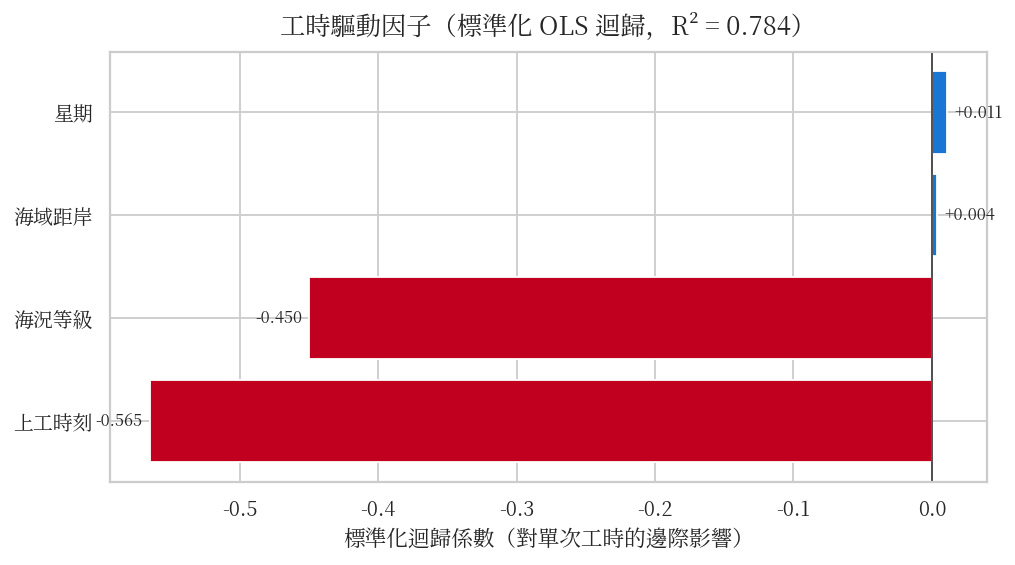 工時驅動因子（標準化 OLS 迴歸，R² = 0.784）
星期
+0.011
海域距岸
+0.004
海況等級
-0.450
上工時刻
-0.565
-0.5
-0.4
-0.3
-0.2
-0.1
0.0
標準化迴歸係數（對單次工時的邊際影響）